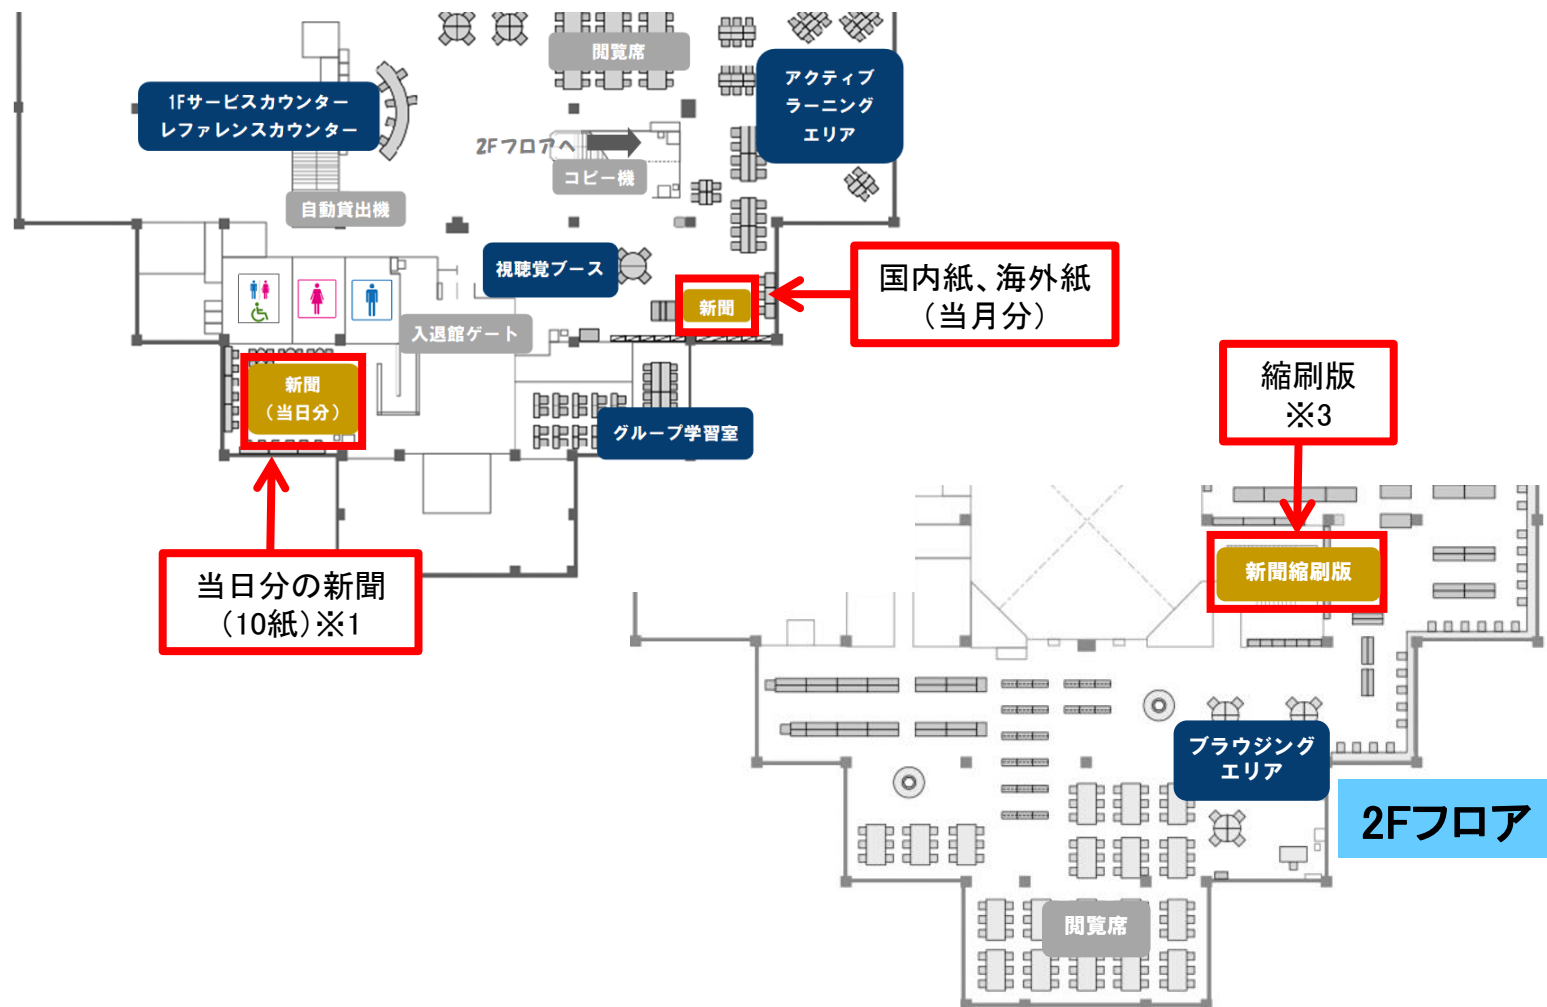 閲覧席
アクティブ
ラーニング
エリア
1Fサービスカウンター
レファレンスカウンター
2Fフロアへ
コピー機
自動貸出機
視聴覚ブース
新聞
国内紙、海外紙
（当月分）
入退館ゲート
新聞
（当日分）
グループ学習室
縮刷版
※3
当日分の新聞
（10紙）※1
新聞縮刷版
ブラウジング
エリア
2Fフロア
閲覧席